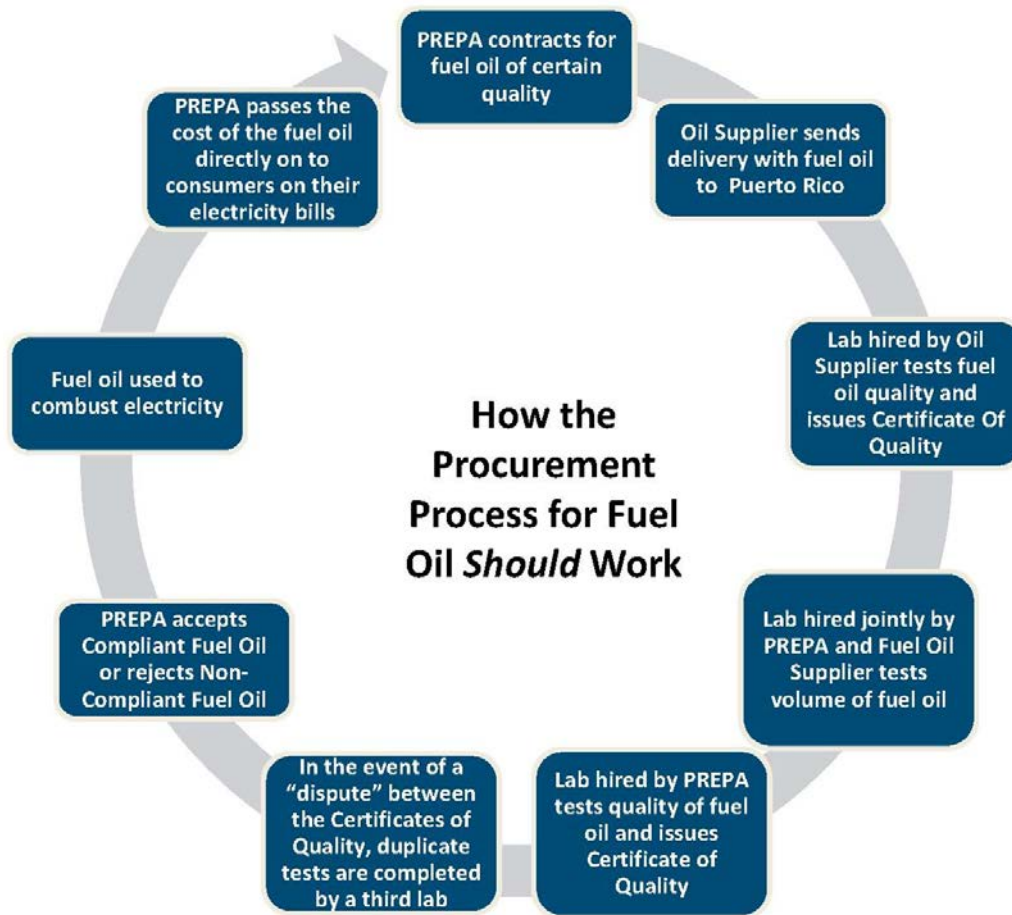 PREPA contracts for
fuel oil of certain
quality
Oil Supplier sends
delivery with fuel oil
to Puerto Rico
Lab hired by Oil
Supplier tests fuel
oil quality and
issues Certificate Of
Quality
Lab hired jointly by
PREPA and Fuel Oil
Supplier tests
volume of fuel oil
Lab hired by PREPA
tests quality of fuel
oil and issues
Certificate of
Quality
In the event of a
“dispute” between
the Certificates of
Quality, duplicate
tests are completed
by a third lab
PREPA accepts
Compliant Fuel Oil
or rejects Non-
Compliant Fuel Oil
Fuel oil used to
combust electricity
PREPA passes the
cost of the fuel oil
directly on to
consumers on their
electricity bills
How the
Procurement
Process for Fuel
Oil Should Work